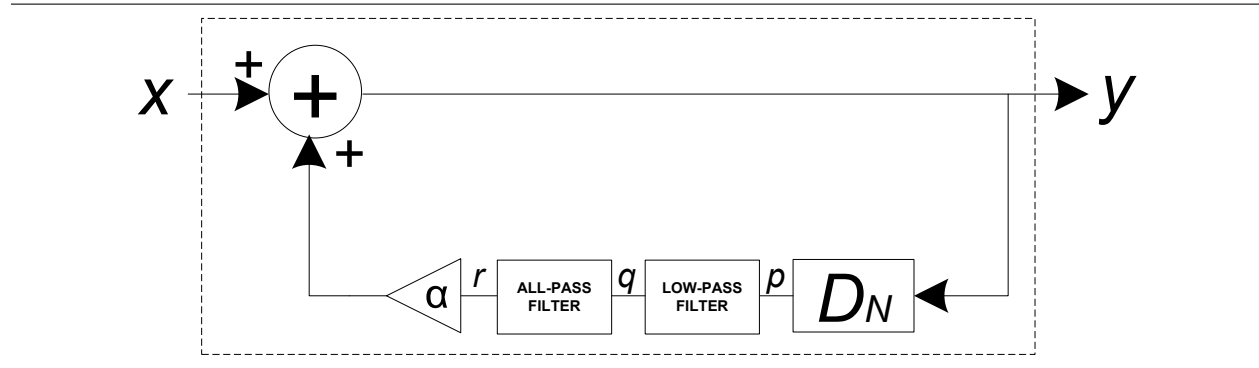 x
+
+
+
y
α
r
ALL-PASS
FILTER
q
LOW-PASS
FILTER
p
DN